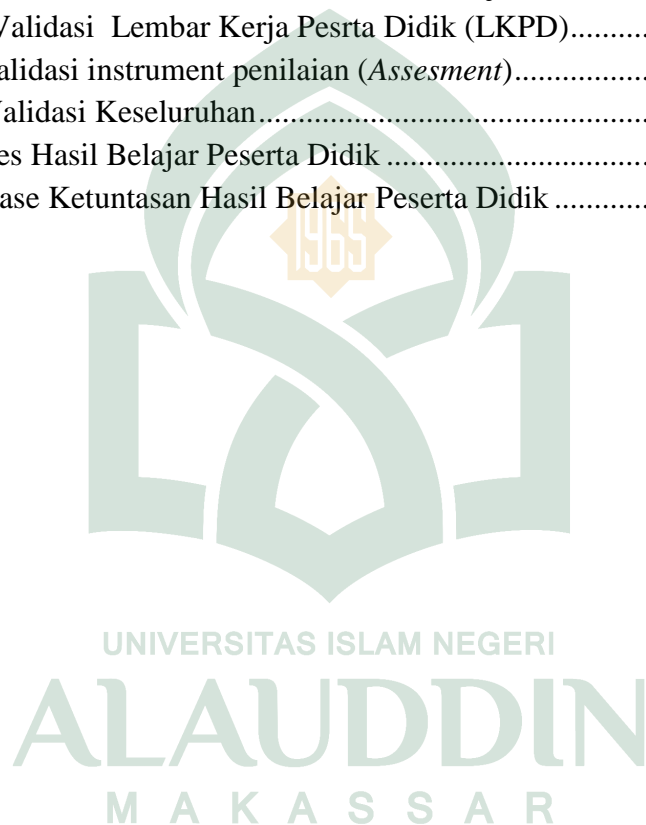 Validasi Lembar Kerja Pesrta Didik (LKPD)..........
alidasi instrument penilaian (Assesment).................
Validasi Keseluruhan..................................................
es Hasil Belajar Peserta Didik ....................................
ase Ketuntasan Hasil Belajar Peserta Didik ............
1965
UNIVERSITAS ISLAM NEGERI
ALAUDDIN
MAKASSAR